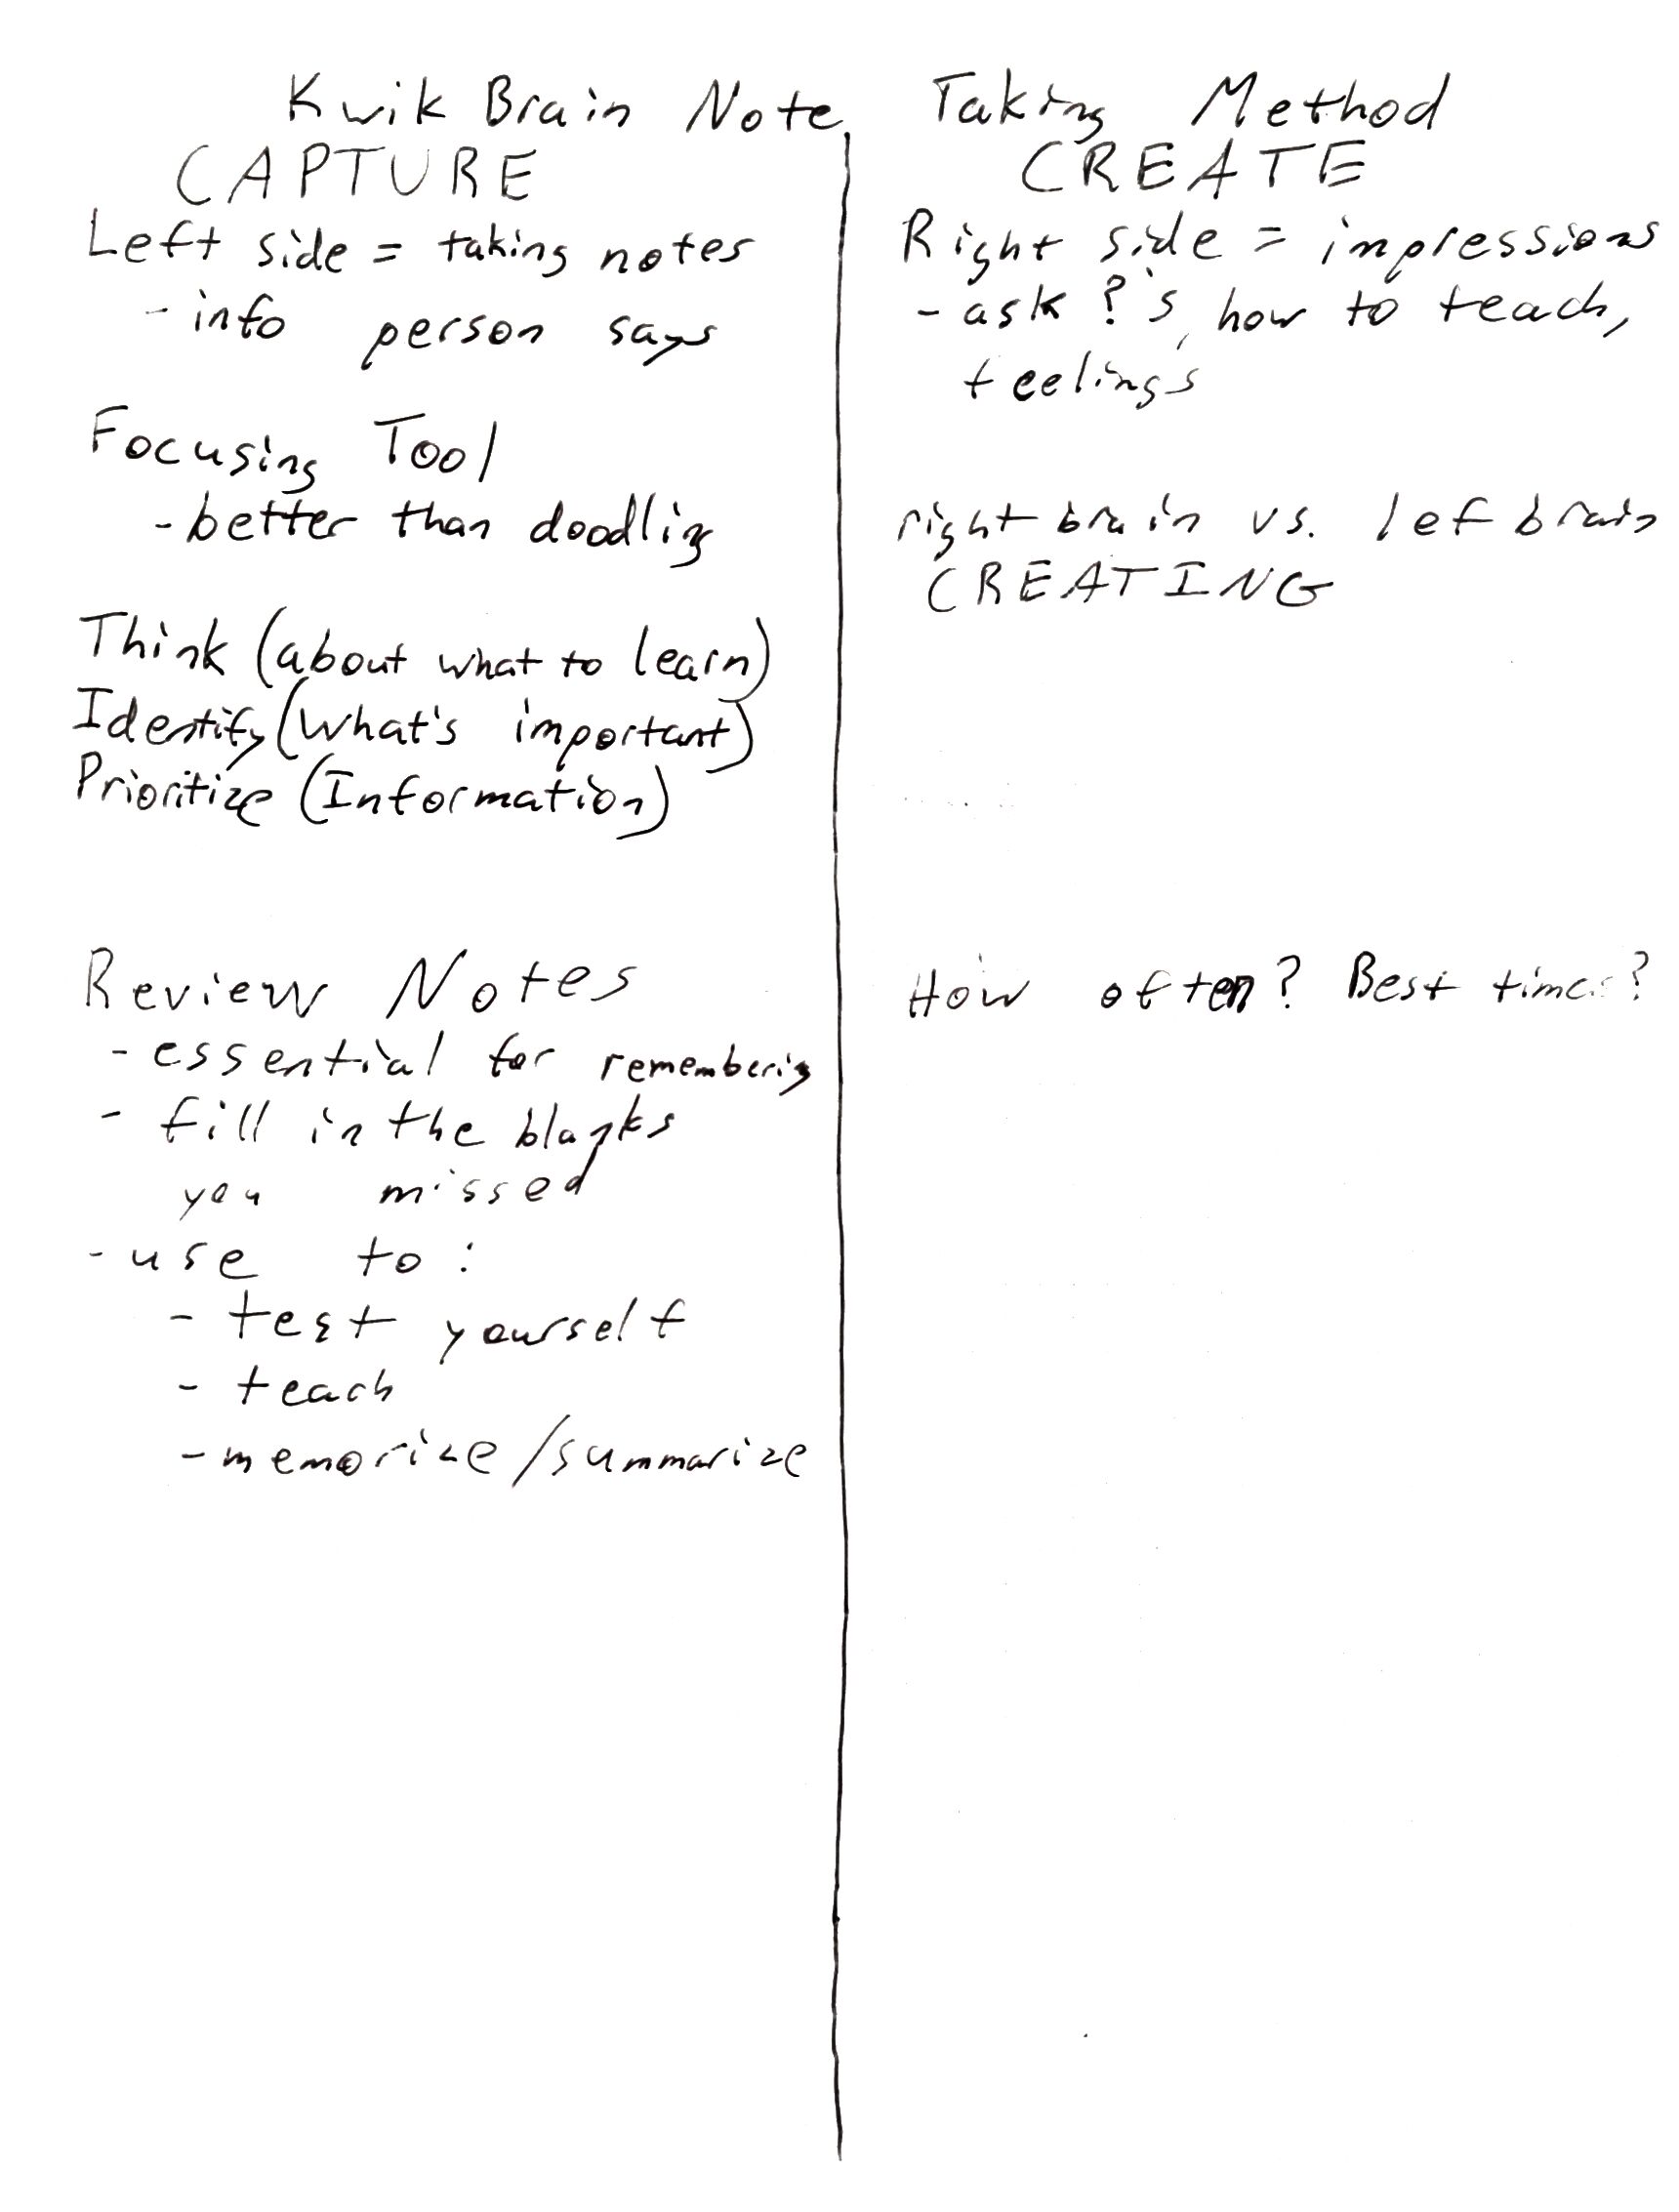 Kwik Brain Note Taking Method
CAPTURE
Left side = taking notes
- info person says
Focusing Tool
- better than doodling
Think (about what to learn)
Identify (What's important)
Prioritize (Information)
Review Notes
- essential for remembering
- fill in the blanks
you missed
- use to:
- test yourself
- teach
- memorize/summarize
CREATE
Right side = impressions
- ask ?'s, how to teach,
feelings
right brain vs. lef brain
CREATING
How often? Best times?